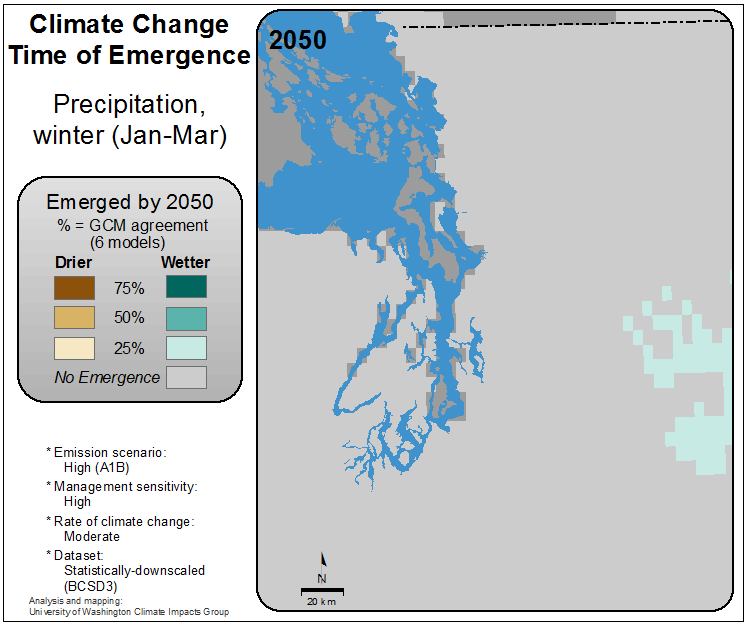 Climate Change
Time of Emergence
Precipitation,
winter (Jan-Mar)
Emerged by 2050
% = GCM agreement
(6 models)
Drier Wetter
75%
50%
25%
No Emergence
* Emission scenario:
High (A1B)
* Management sensitivity:
High
* Rate of climate change:
Moderate
* Dataset:
Statistically-downscaled
(BCSD3)
Analysis and mapping:
University of Washington Climate Impacts Group
2050
N
20 km